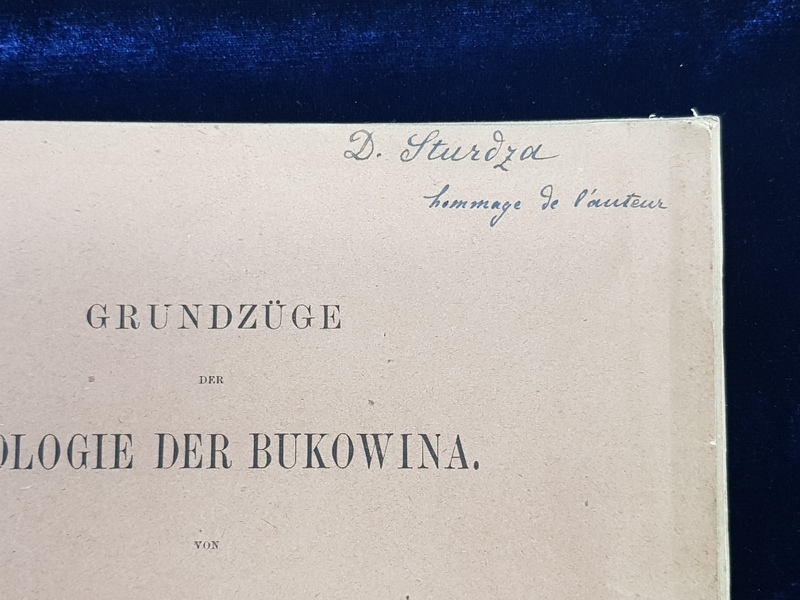 D. Sturdza
hommage de l'auteur
GRUNDZÜGE
DER
OLOGIE DER BUKOWINA.
VON